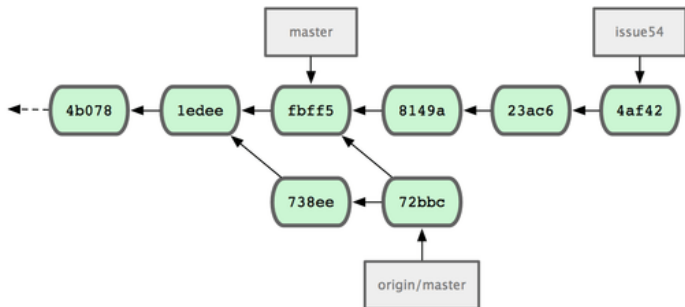 master
issue54
4b078
1edee
fbff5
8149a
23ac6
4af42
738ee
72bbc
origin/master